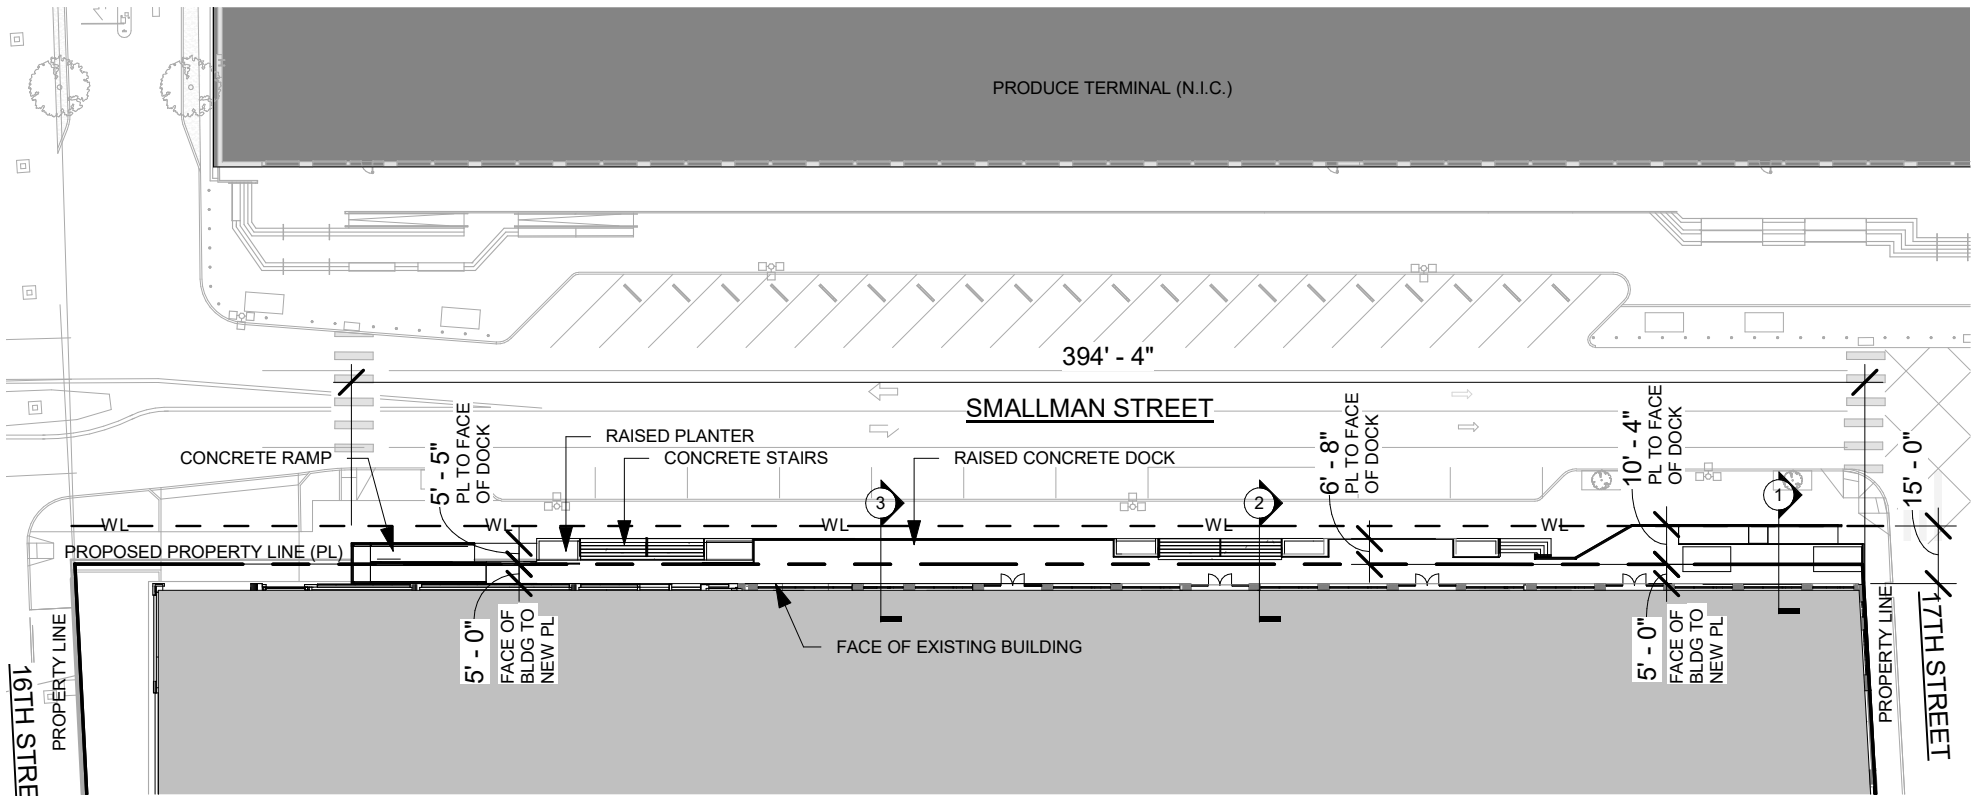 PRODUCE TERMINAL (N.I.C.)
394' - 4"
SMALLMAN STREET
5' - 5"
PL TO FACE
OF DOCK
RAISED PLANTER
CONCRETE RAMP
CONCRETE STAIRS
RAISED CONCRETE DOCK
6' - 8"
PL TO FACE
OF DOCK
10' - 4"
PL TO FACE
OF DOCK
15' - 0"
3
2
1
WL
WL
WL
WL
WL
PROPOSED PROPERTY LINE (PL)
5' - 0"
FACE OF
BLDG TO
NEW PL
FACE OF EXISTING BUILDING
5' - 0"
FACE OF
BLDG TO
NEW PL
PROPERTY LINE
16TH STRE
PROPERTY LINE
17TH STREET